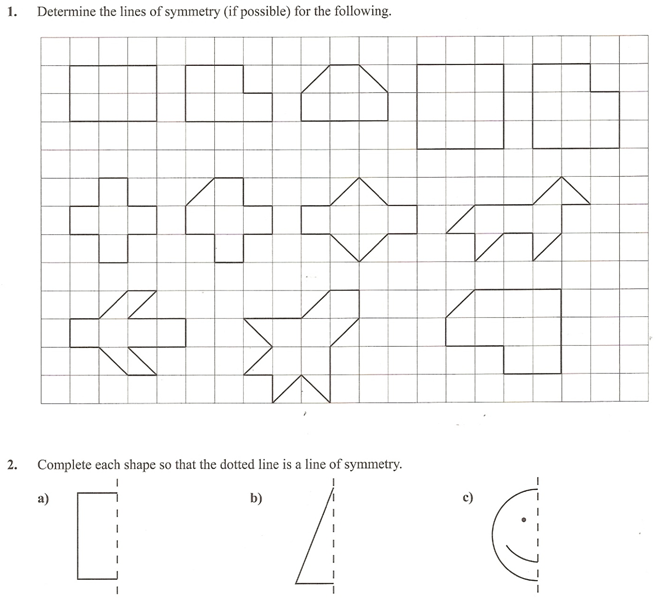 1. Determine the lines of symmetry (if possible) for the following.
2. Complete each shape so that the dotted line is a line of symmetry.
a) b) c)